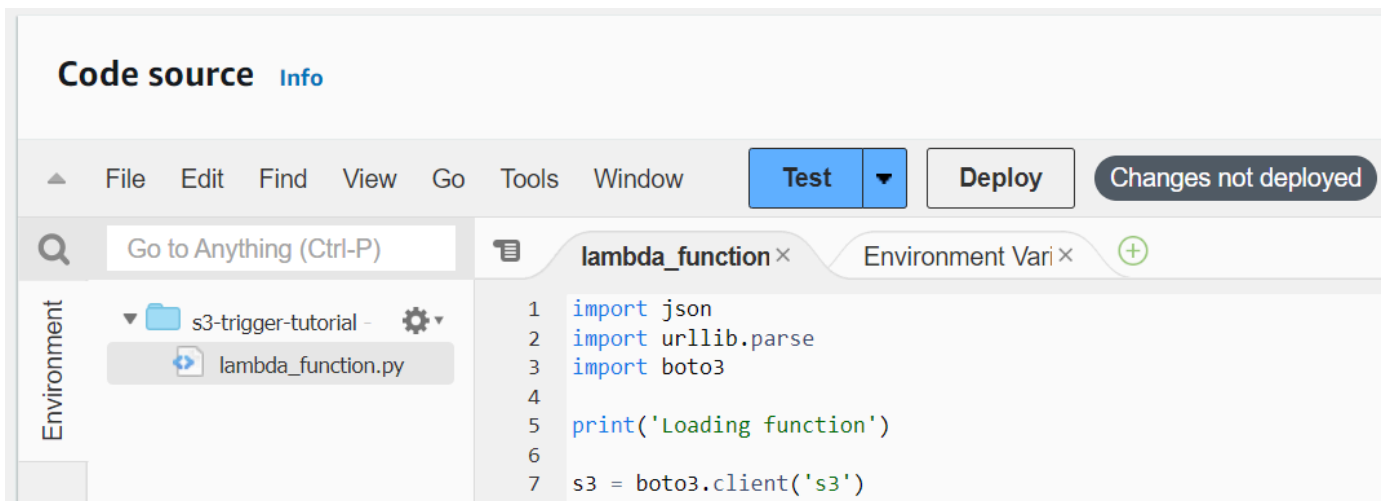 Code source Info
File Edit Find View Go Tools Window Test Deploy Changes not deployed
Go to Anything (Ctrl-P)
lambda_function × Environment Vari ×
Environment
s3-trigger-tutorial -
lambda_function.py
1 import json
2 import urllib.parse
3 import boto3
4
5 print('Loading function')
6
7 s3 = boto3.client('s3')